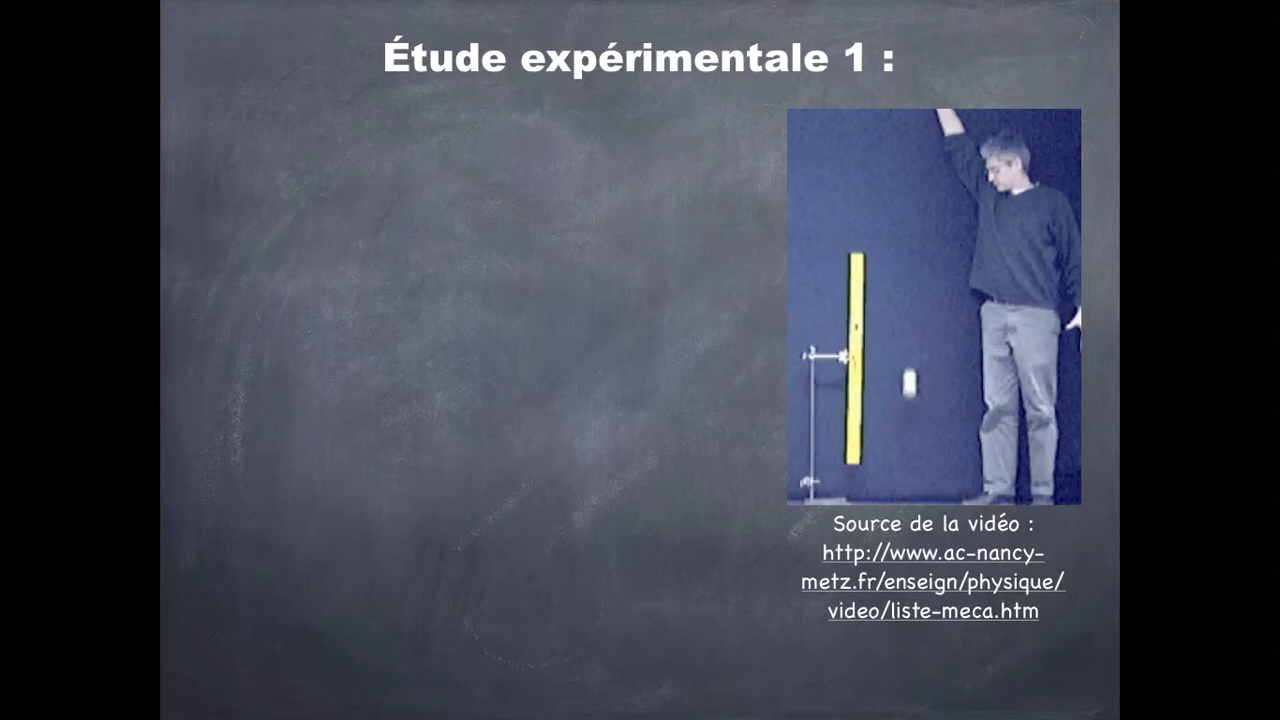 Étude expérimentale 1 :
Source de la vidéo :
http://www.ac-nancy-
metz.fr/enseign/physique/
video/liste-meca.htm